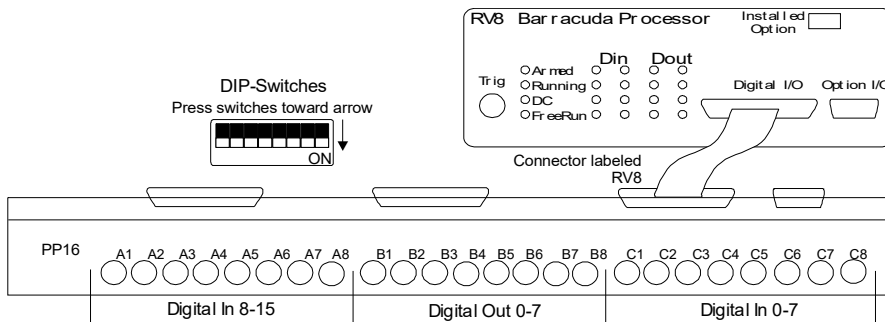 RV8 Barracuda Processor
Installed
Option
Din Dout
Trig
Armed
Running
DC
FreeRun
Digital I/O
Option I/O
DIP-Switches
Press switches toward arrow
ON
Connector labeled
RV8
PP16
A1 A2 A3 A4 A5 A6 A7 A8
B1 B2 B3 B4 B5 B6 B7 B8
C1 C2 C3 C4 C5 C6 C7 C8
Digital In 8-15
Digital Out 0-7
Digital In 0-7